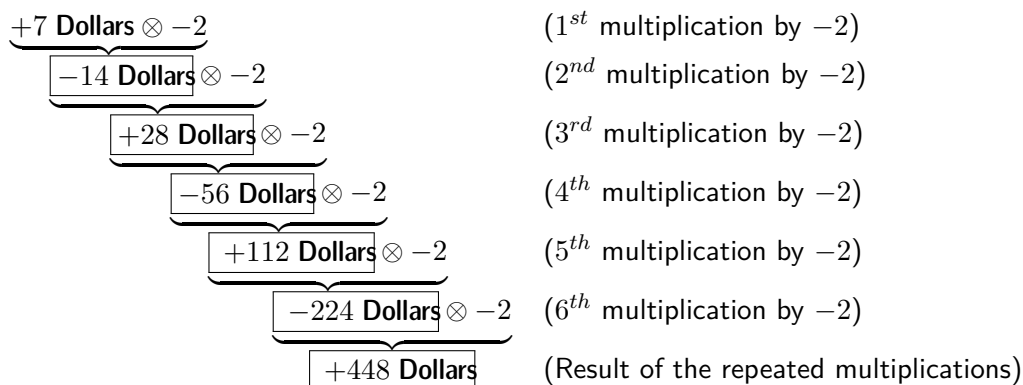 +7 Dollars ⊗ −2 (1st multiplication by −2)
−14 Dollars ⊗ −2 (2nd multiplication by −2)
+28 Dollars ⊗ −2 (3rd multiplication by −2)
−56 Dollars ⊗ −2 (4th multiplication by −2)
+112 Dollars ⊗ −2 (5th multiplication by −2)
−224 Dollars ⊗ −2 (6th multiplication by −2)
+448 Dollars (Result of the repeated multiplications)